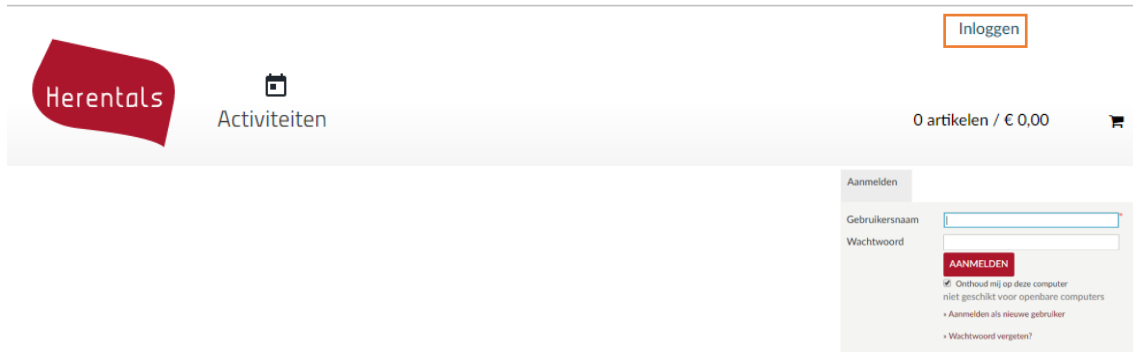 Inloggen
Herentals
Activiteiten
0 artikelen / € 0,00
Aanmelden
Gebruikersnaam *
Wachtwoord
AANMELDEN
Onthoud mij op deze computer
niet geschikt voor openbare computers
» Aanmelden als nieuwe gebruiker
» Wachtwoord vergeten?